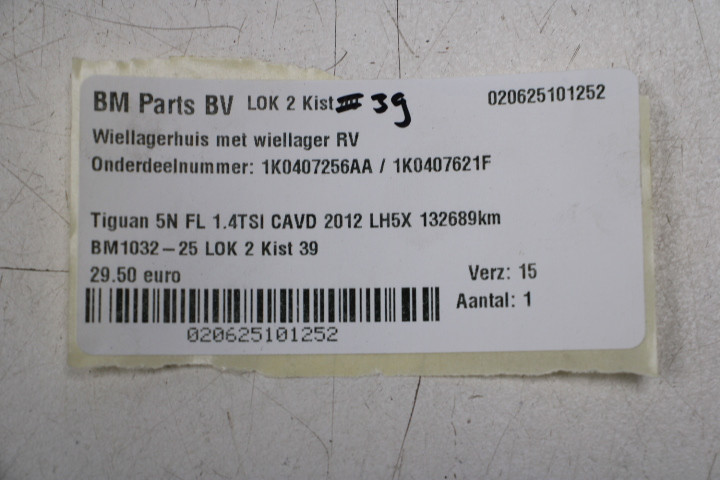 BM Parts BV LOK 2 Kist 39 020625101252
Wiellagerhuis met wiellager RV
Onderdeelnummer: 1K0407256AA / 1K0407621F
Tiguan 5N FL 1.4TSI CAVD 2012 LH5X 132689km
BM1032-25 LOK 2 Kist 39
29.50 euro Verz: 15
Aantal: 1
020625101252